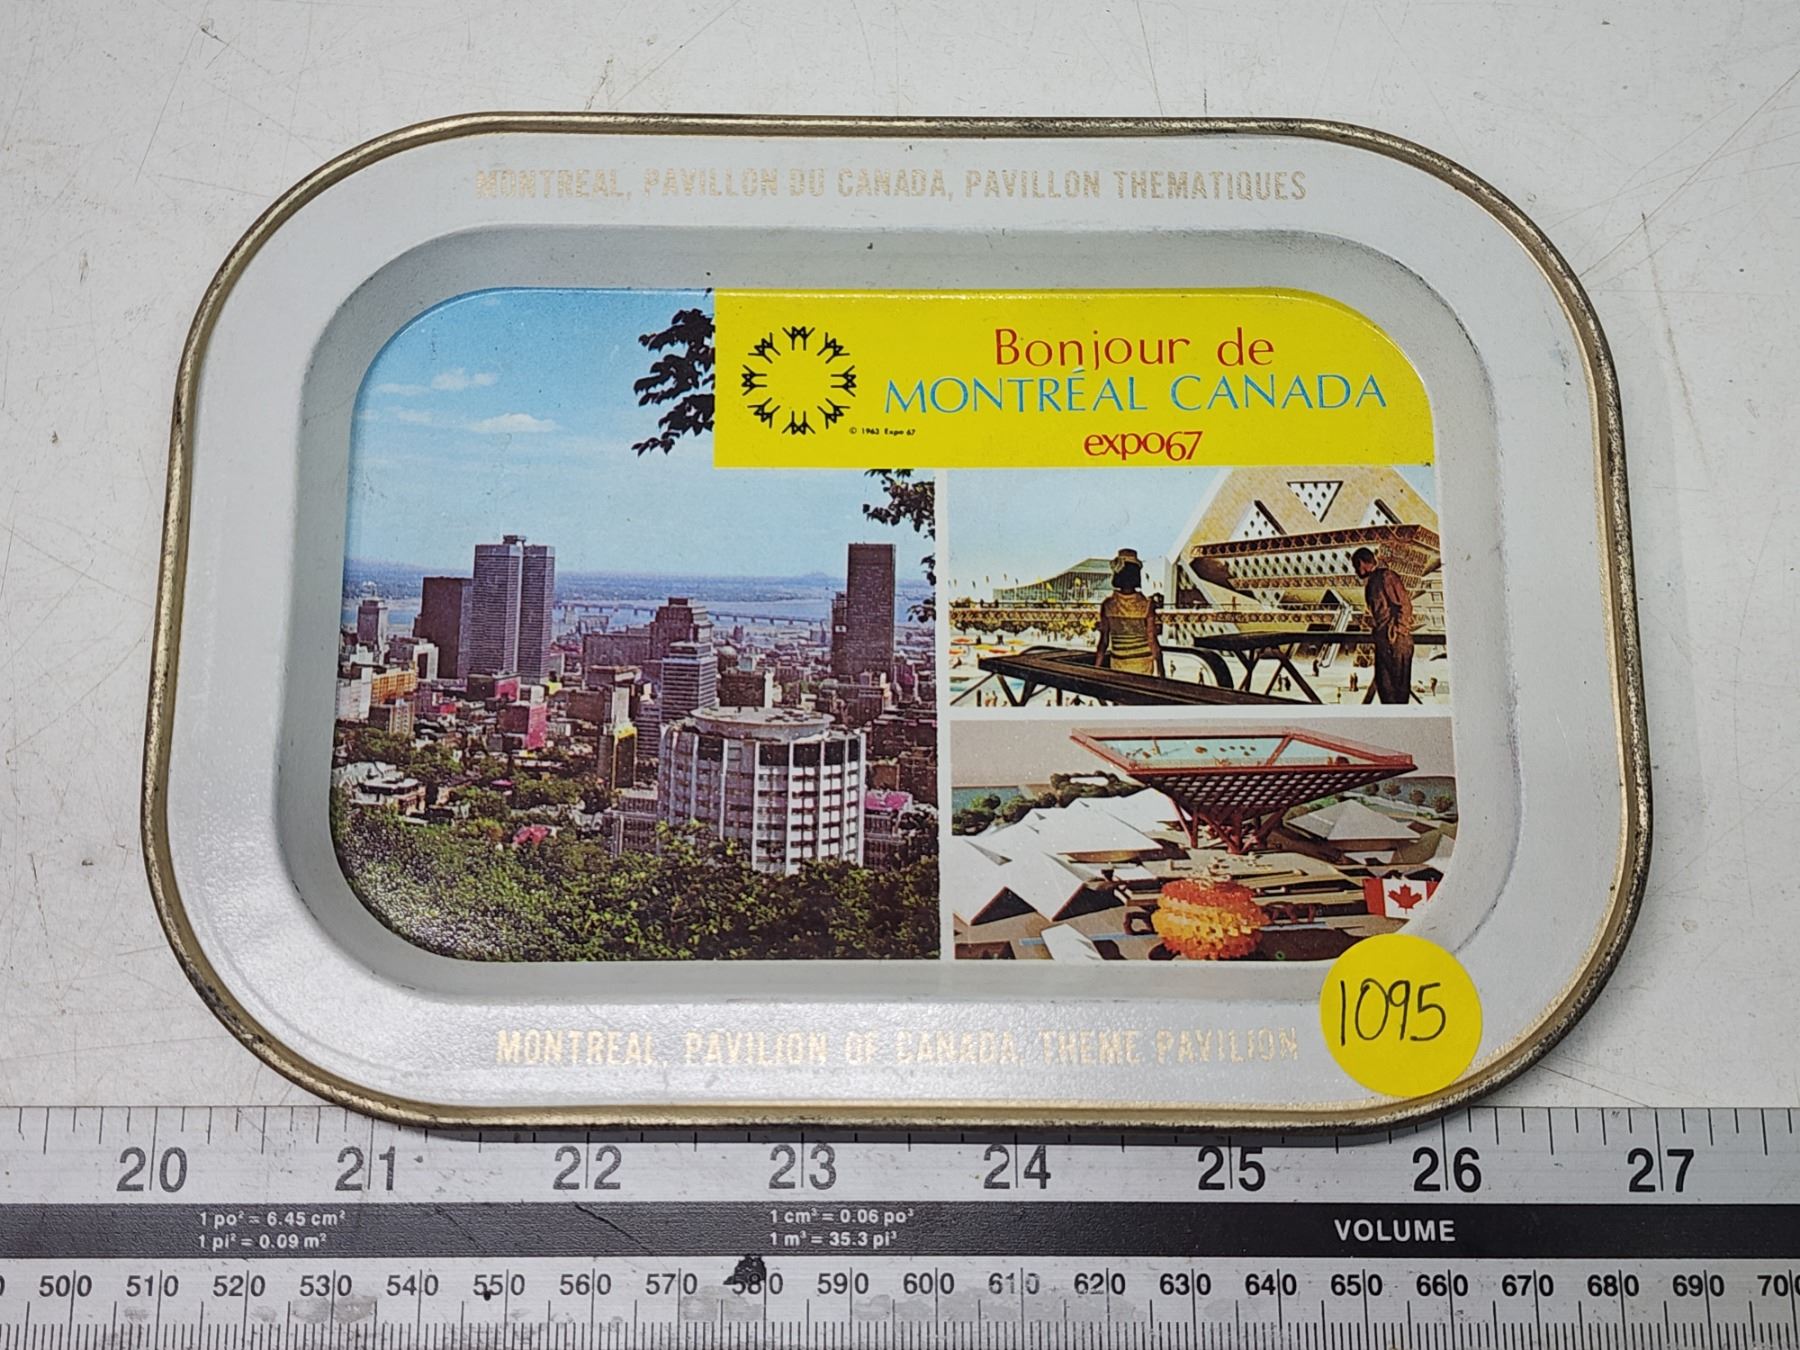 MONTREAL, PAVILLON DU CANADA, PAVILLON THEMATIQUES
Bonjour de
MONTRÉAL CANADA
expo67
© 1963 Expo 67
MONTREAL, PAVILION OF CANADA, THEME PAVILION
1095
20 21 22 23 24 25 26 27
1 po² = 6.45 cm²
1 pi² = 0.09 m²
1 cm³ = 0.06 po³
1 m³ = 35.3 pi³
VOLUME
500 510 520 530 540 550 560 570 580 590 600 610 620 630 640 650 660 670 680 690